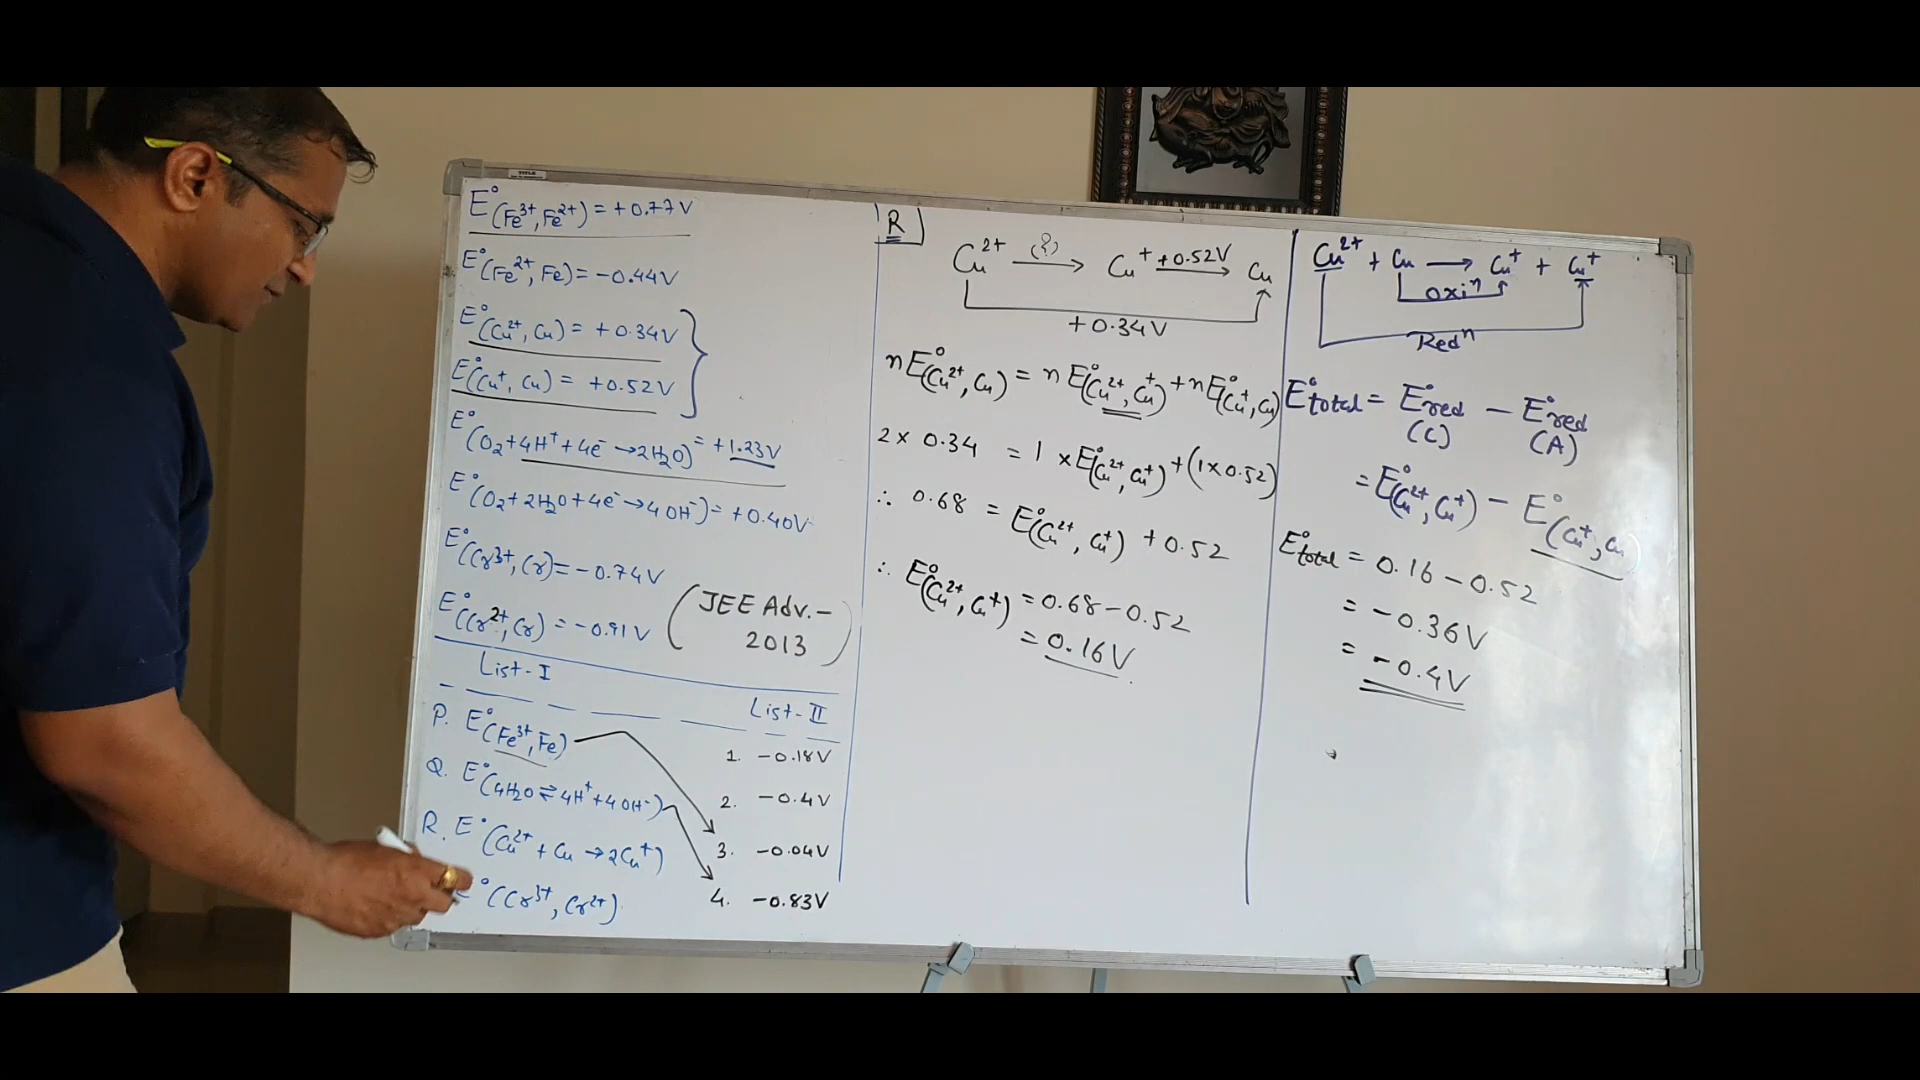 E°(Fe³⁺, Fe²⁺) = +0.77V
E°(Fe²⁺, Fe) = -0.44V
E°(Cu²⁺, Cu) = +0.34V
E°(Cu⁺, Cu) = +0.52V
E°(O₂+4H⁺+4e⁻→2H₂O) = +1.23V
E°(O₂+2H₂O+4e⁻→4OH⁻) = +0.40V
E°(Cr³⁺, Cr) = -0.74V
E°(Cr²⁺, Cr) = -0.91V
(JEE Adv.-
2013)
List-I
List-II
P. E°(Fe³⁺, Fe)
1. -0.18V
Q. E°(4H₂O⇌4H⁺+4OH⁻)
2. -0.4V
R. E°(Cu²⁺ + Cu → 2Cu⁺)
3. -0.04V
E°(Cr³⁺, Cr²⁺)
4. -0.83V
R
Cu²⁺ (?)→ Cu⁺ +0.52V→ Cu
+0.34V
nE°(Cu²⁺, Cu) = nE°(Cu²⁺, Cu⁺) + nE°(Cu⁺, Cu)
2 x 0.34 = 1 x E°(Cu²⁺, Cu⁺) + (1x0.52)
∴ 0.68 = E°(Cu²⁺, Cu⁺) + 0.52
∴ E°(Cu²⁺, Cu⁺) = 0.68-0.52
= 0.16V
Cu²⁺ + Cu → Cu⁺ + Cu⁺
Oxiⁿ
Redⁿ
E°total = E°red - E°red
(C) (A)
= E°(Cu²⁺, Cu⁺) - E°(Cu⁺, Cu)
E°total = 0.16 - 0.52
= -0.36V
= -0.4V